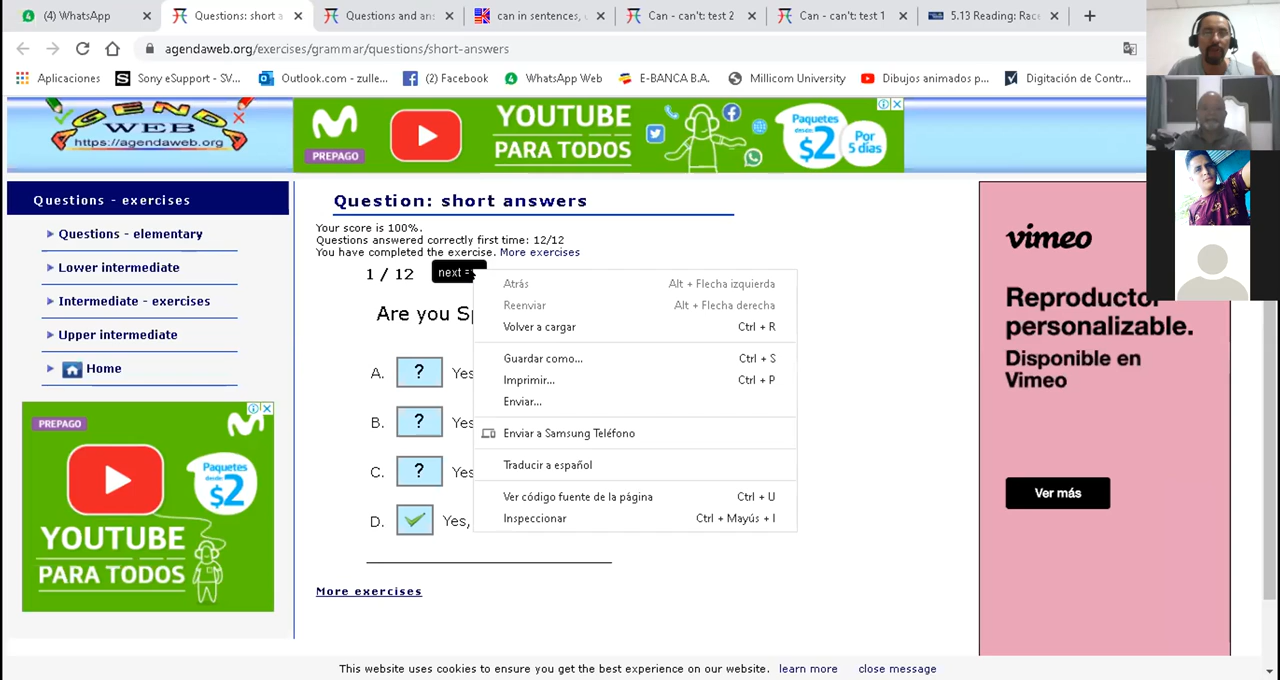 (4) WhatsApp
Questions: short a
Questions and an
can in sentences,
Can - can't: test 2
Can - can't: test 1
5.13 Reading: Rac
agendaweb.org/exercises/grammar/questions/short-answers
Aplicaciones
Sony eSupport - SV...
Outlook.com - zulle...
(2) Facebook
WhatsApp Web
E-BANCA B.A.
Millicom University
Dibujos animados p...
Digitación de Contr...
AGENDA
WEB
https://agendaweb.org
PREPAGO
YOUTUBE
PARA TODOS
Paquetes
desde:
$2
Por
5 días
Questions - exercises
Questions - elementary
Lower intermediate
Intermediate - exercises
Upper intermediate
Home
PREPAGO
Paquetes
desde:
$2
YOUTUBE
PARA TODOS
Question: short answers
Your score is 100%.
Questions answered correctly first time: 12/12
You have completed the exercise. More exercises
1 / 12
next =
Are you Sp
A. ? Yes
B. ? Yes
C. ? Yes
D. Yes,
More exercises
Atrás Alt + Flecha izquierda
Reenviar Alt + Flecha derecha
Volver a cargar Ctrl + R
Guardar como... Ctrl + S
Imprimir... Ctrl + P
Enviar...
Enviar a Samsung Teléfono
Traducir a español
Ver código fuente de la página Ctrl + U
Inspeccionar Ctrl + Mayús + I
vimeo
Reproductor
personalizable.
Disponible en
Vimeo
Ver más
This website uses cookies to ensure you get the best experience on our website. learn more close message